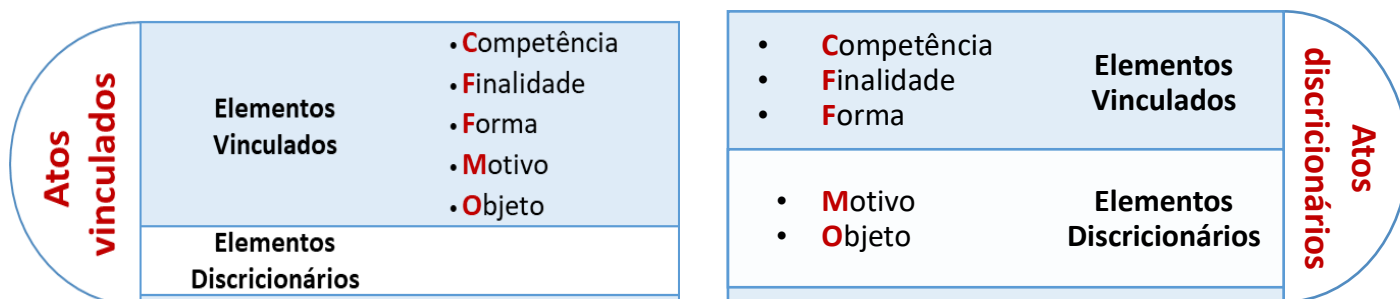 Atos
vinculados
Elementos
Vinculados
• Competência
• Finalidade
• Forma
• Motivo
• Objeto
Elementos
Discricionários
• Competência
• Finalidade
• Forma
Elementos
Vinculados
• Motivo
• Objeto
Elementos
Discricionários
Atos
discricionários